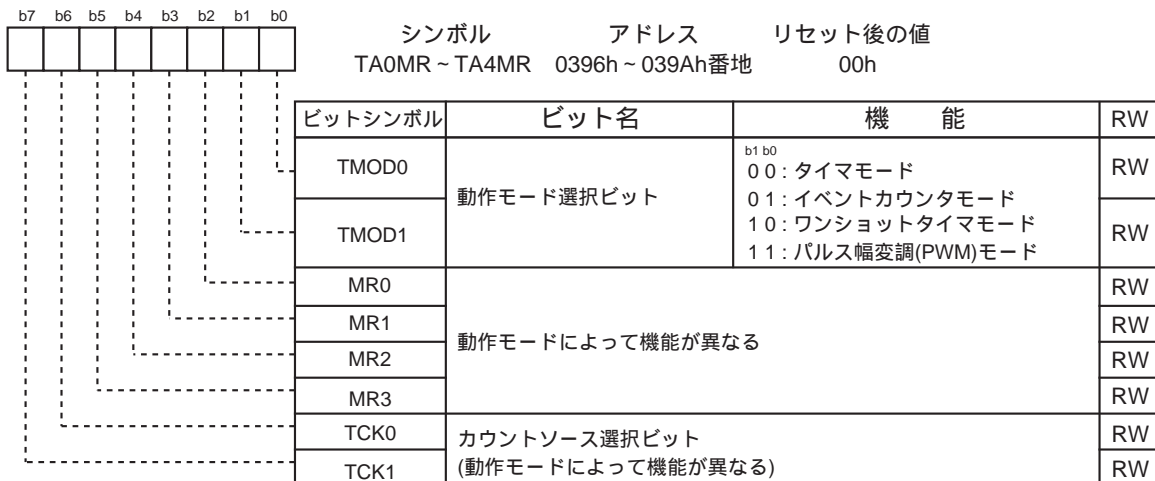 b7 b6 b5 b4 b3 b2 b1 b0
シンボル アドレス リセット後の値
TA0MR ~ TA4MR 0396h ~ 039Ah番地 00h
ビットシンボル ビット名 機 能 RW
TMOD0 動作モード選択ビット b1 b0 RW
0 0 : タイマモード
0 1 : イベントカウンタモード
TMOD1 1 0 : ワンショットタイマモード RW
1 1 : パルス幅変調(PWM)モード
MR0 動作モードによって機能が異なる RW
MR1 RW
MR2 RW
MR3 RW
TCK0 カウントソース選択ビット RW
TCK1 (動作モードによって機能が異なる) RW